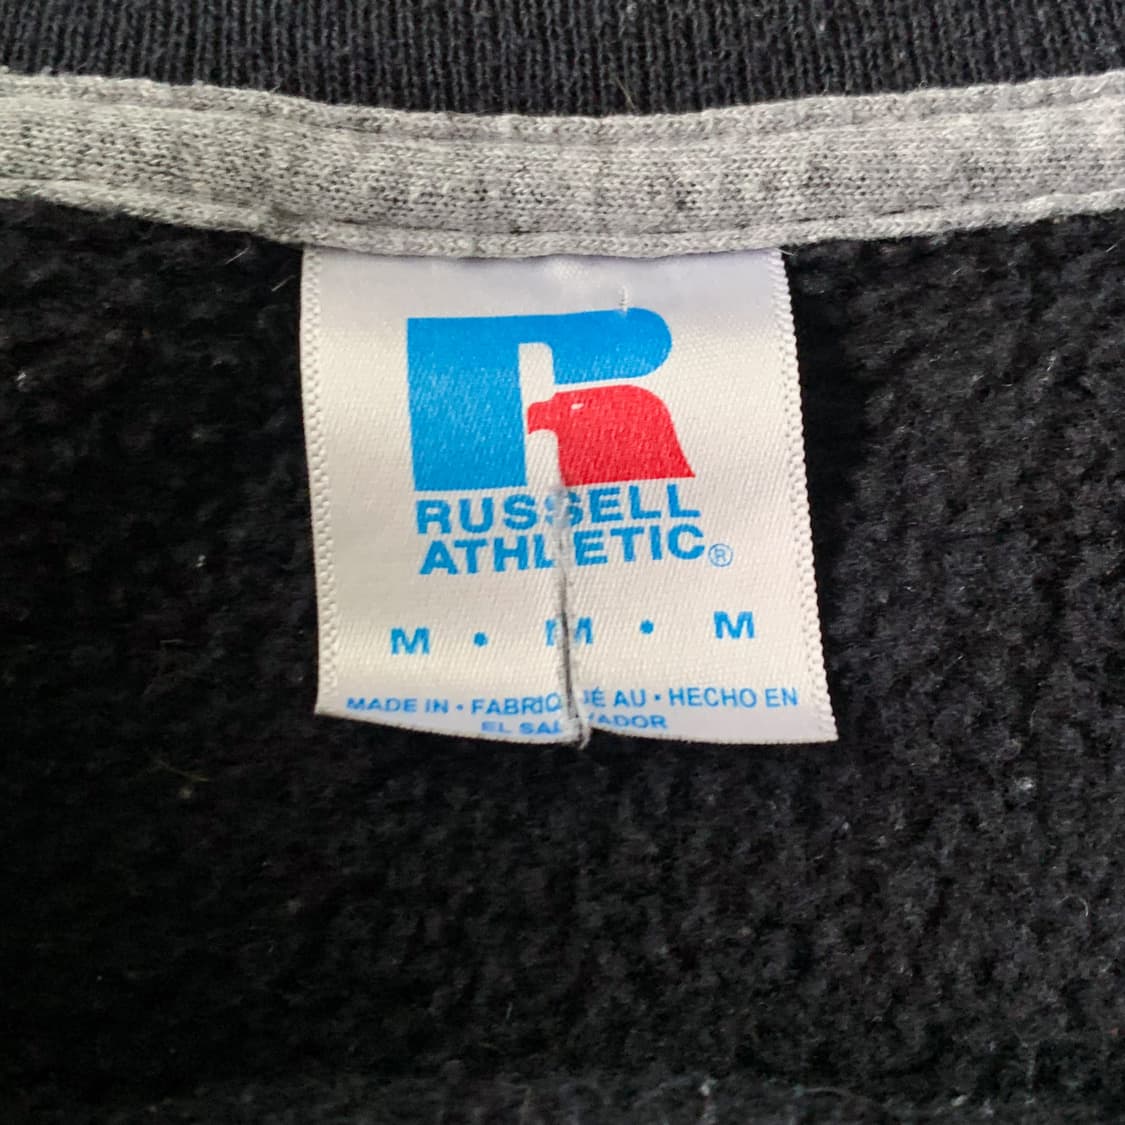 RUSSELL
ATHLETIC®
M • M • M
MADE IN • FABRIQUÉ AU • HECHO EN
EL SALVADOR